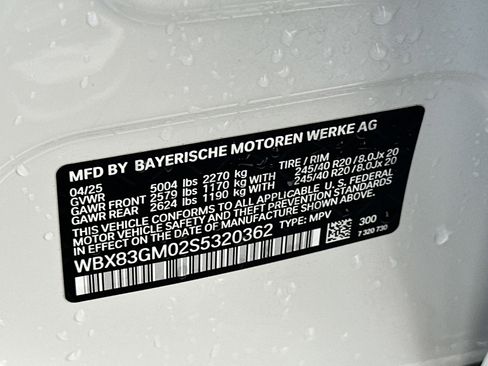 MFD BY BAYERISCHE MOTOREN WERKE AG
04/25 TIRE / RIM
GVWR 5004 lbs 2270 kg
GAWR FRONT 2579 lbs 1170 kg 245/40 R20 / 8.0Jx 20
GAWR REAR 2624 lbs 1190 kg 245/40 R20 / 8.0Jx 20
THIS VEHICLE CONFORMS TO ALL APPLICABLE FEDERAL
MOTOR VEHICLE SAFETY AND THEFT PREVENTION STANDARDS
IN EFFECT ON THE DATE OF MANUFACTURE SHOWN ABOVE.
WBX83GM02S5320362 TYPE: MPV
300
7 320 730